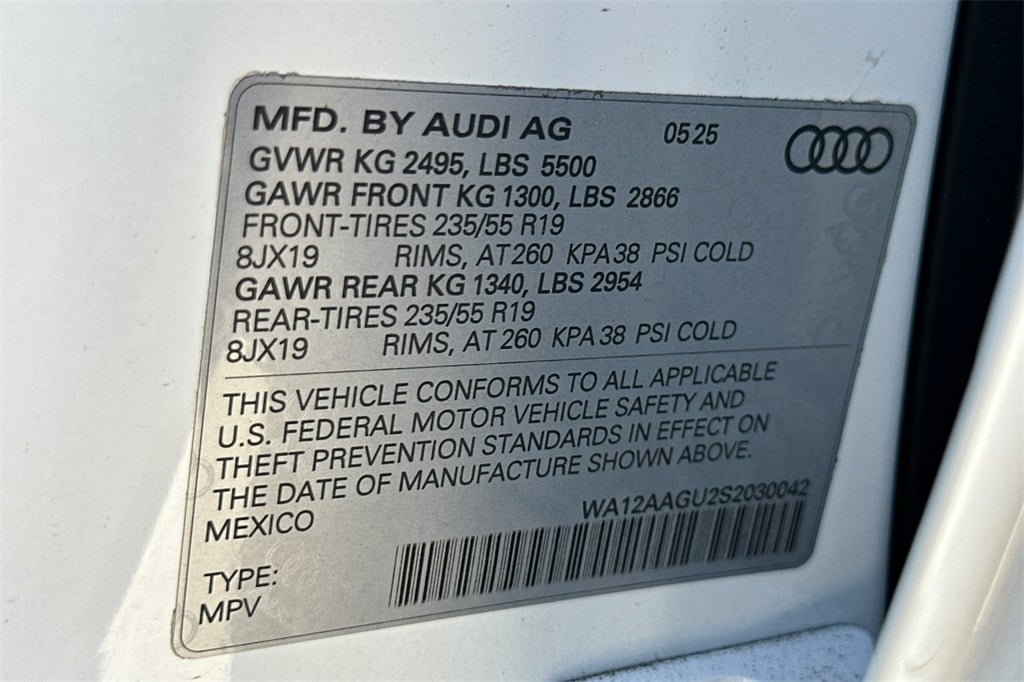 MFD. BY AUDI AG 05 25
GVWR KG 2495, LBS 5500
GAWR FRONT KG 1300, LBS 2866
FRONT-TIRES 235/55 R19
8JX19 RIMS, AT 260 KPA 38 PSI COLD
GAWR REAR KG 1340, LBS 2954
REAR-TIRES 235/55 R19
8JX19 RIMS, AT 260 KPA 38 PSI COLD
THIS VEHICLE CONFORMS TO ALL APPLICABLE
U.S. FEDERAL MOTOR VEHICLE SAFETY AND
THEFT PREVENTION STANDARDS IN EFFECT ON
THE DATE OF MANUFACTURE SHOWN ABOVE.
MEXICO WA12AAGU2S2030042
TYPE:
MPV